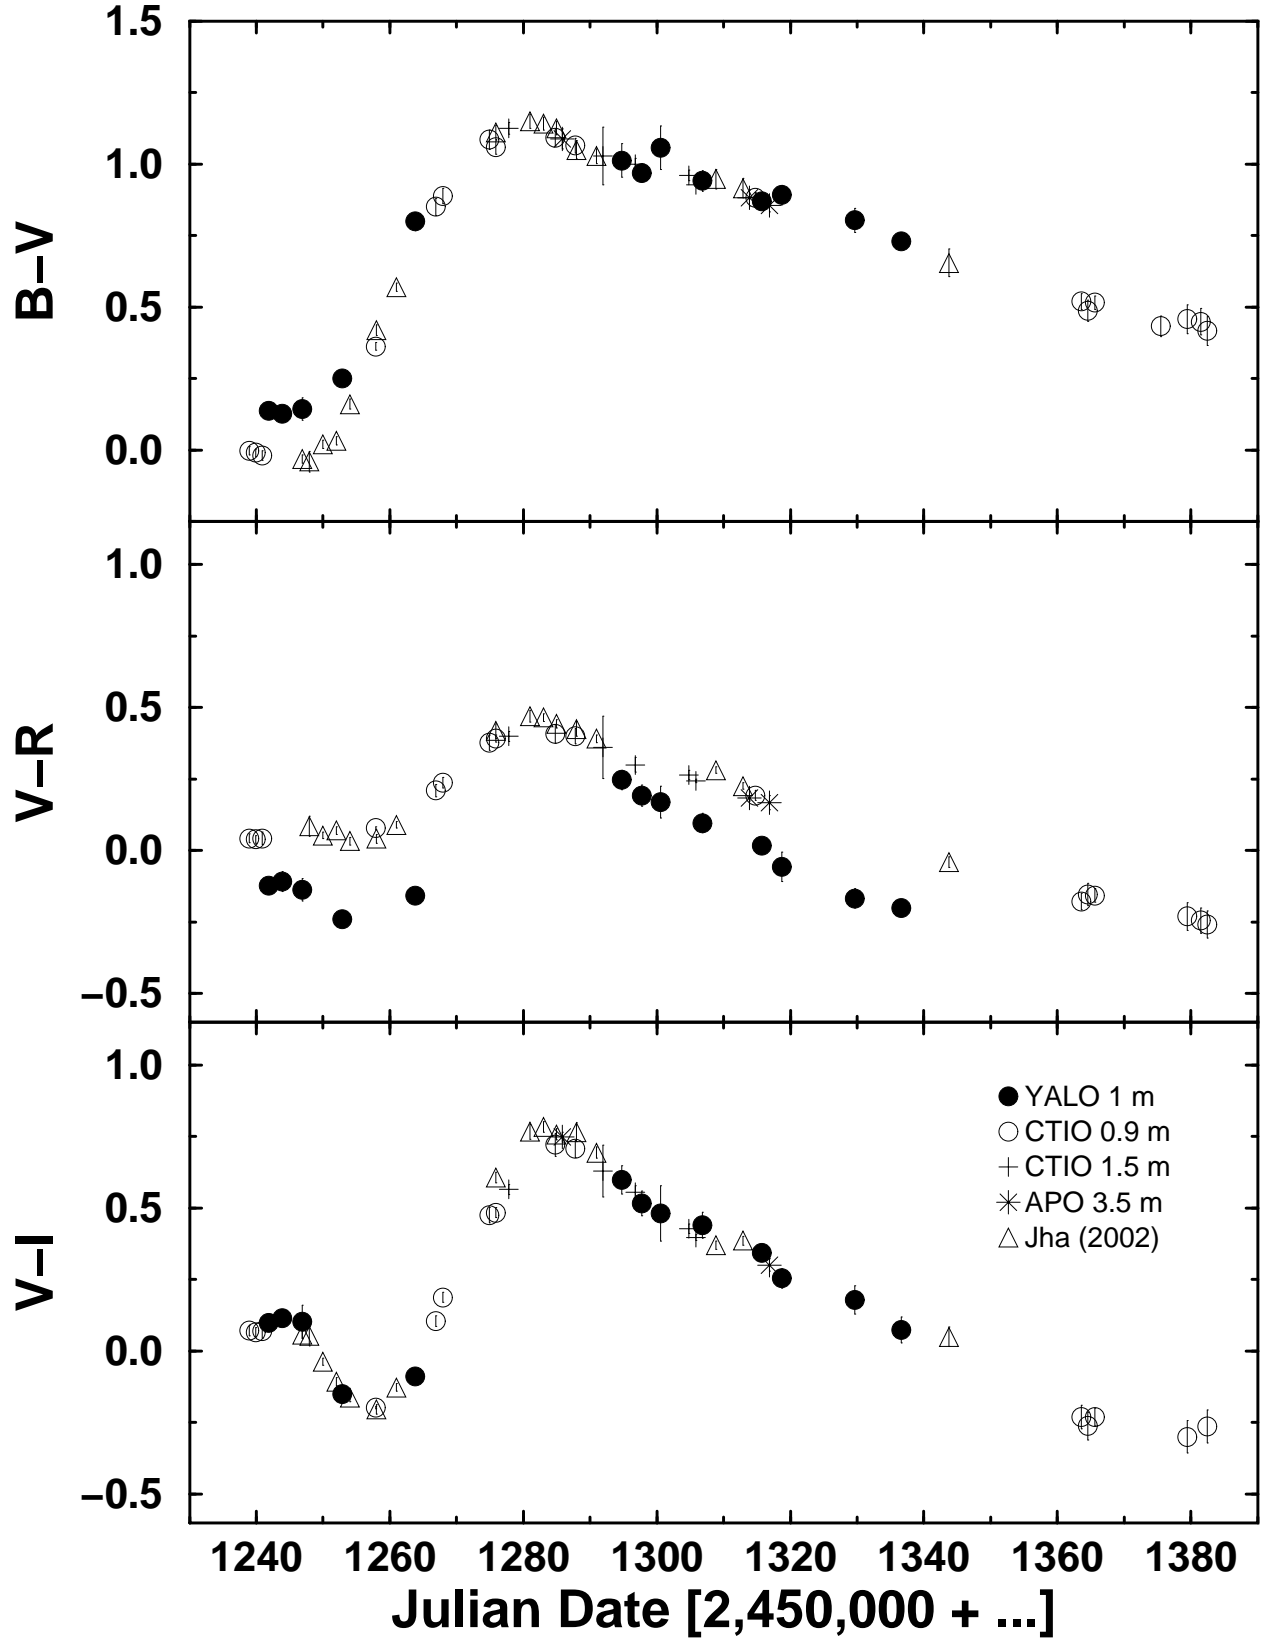 1.5
1.0
0.5
0.0
B–V
1.0
0.5
0.0
–0.5
V–R
1.0
0.5
0.0
–0.5
V–I
YALO 1 m
CTIO 0.9 m
CTIO 1.5 m
APO 3.5 m
Jha (2002)
1240 1260 1280 1300 1320 1340 1360 1380
Julian Date [2,450,000 + ...]